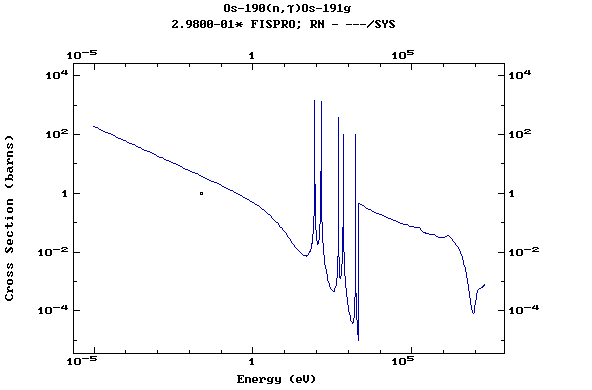 Os-190(n,γ)Os-191g
2.9800-01* FISPRO; RN - ---/SYS
10⁻⁵ 1 10⁵
10⁴ 10⁴
10² 10²
1 1
10⁻² 10⁻²
10⁻⁴ 10⁻⁴
10⁻⁵ 1 10⁵
Cross Section (barns)
Energy (eV)